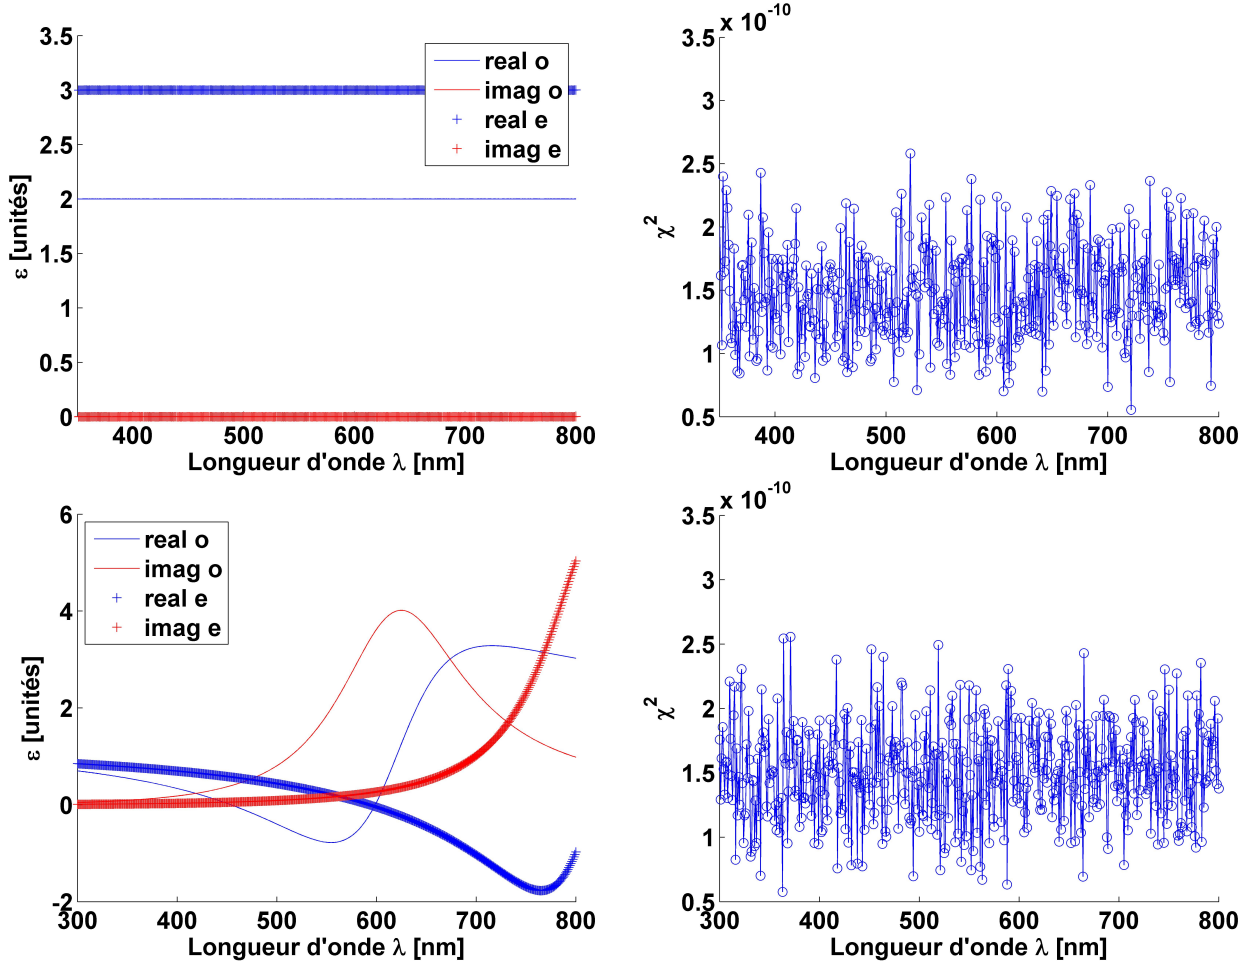 3.5
3
2.5
2
1.5
1
0.5
0
ε [unités]
400 500 600 700 800
Longueur d'onde λ [nm]
real o
imag o
real e
imag e
x 10-10
3.5
3
2.5
2
1.5
1
0.5
χ2
400 500 600 700 800
Longueur d'onde λ [nm]
6
4
2
0
-2
ε [unités]
300 400 500 600 700 800
Longueur d'onde λ [nm]
real o
imag o
real e
imag e
x 10-10
3.5
3
2.5
2
1.5
1
0.5
χ2
300 400 500 600 700 800
Longueur d'onde λ [nm]